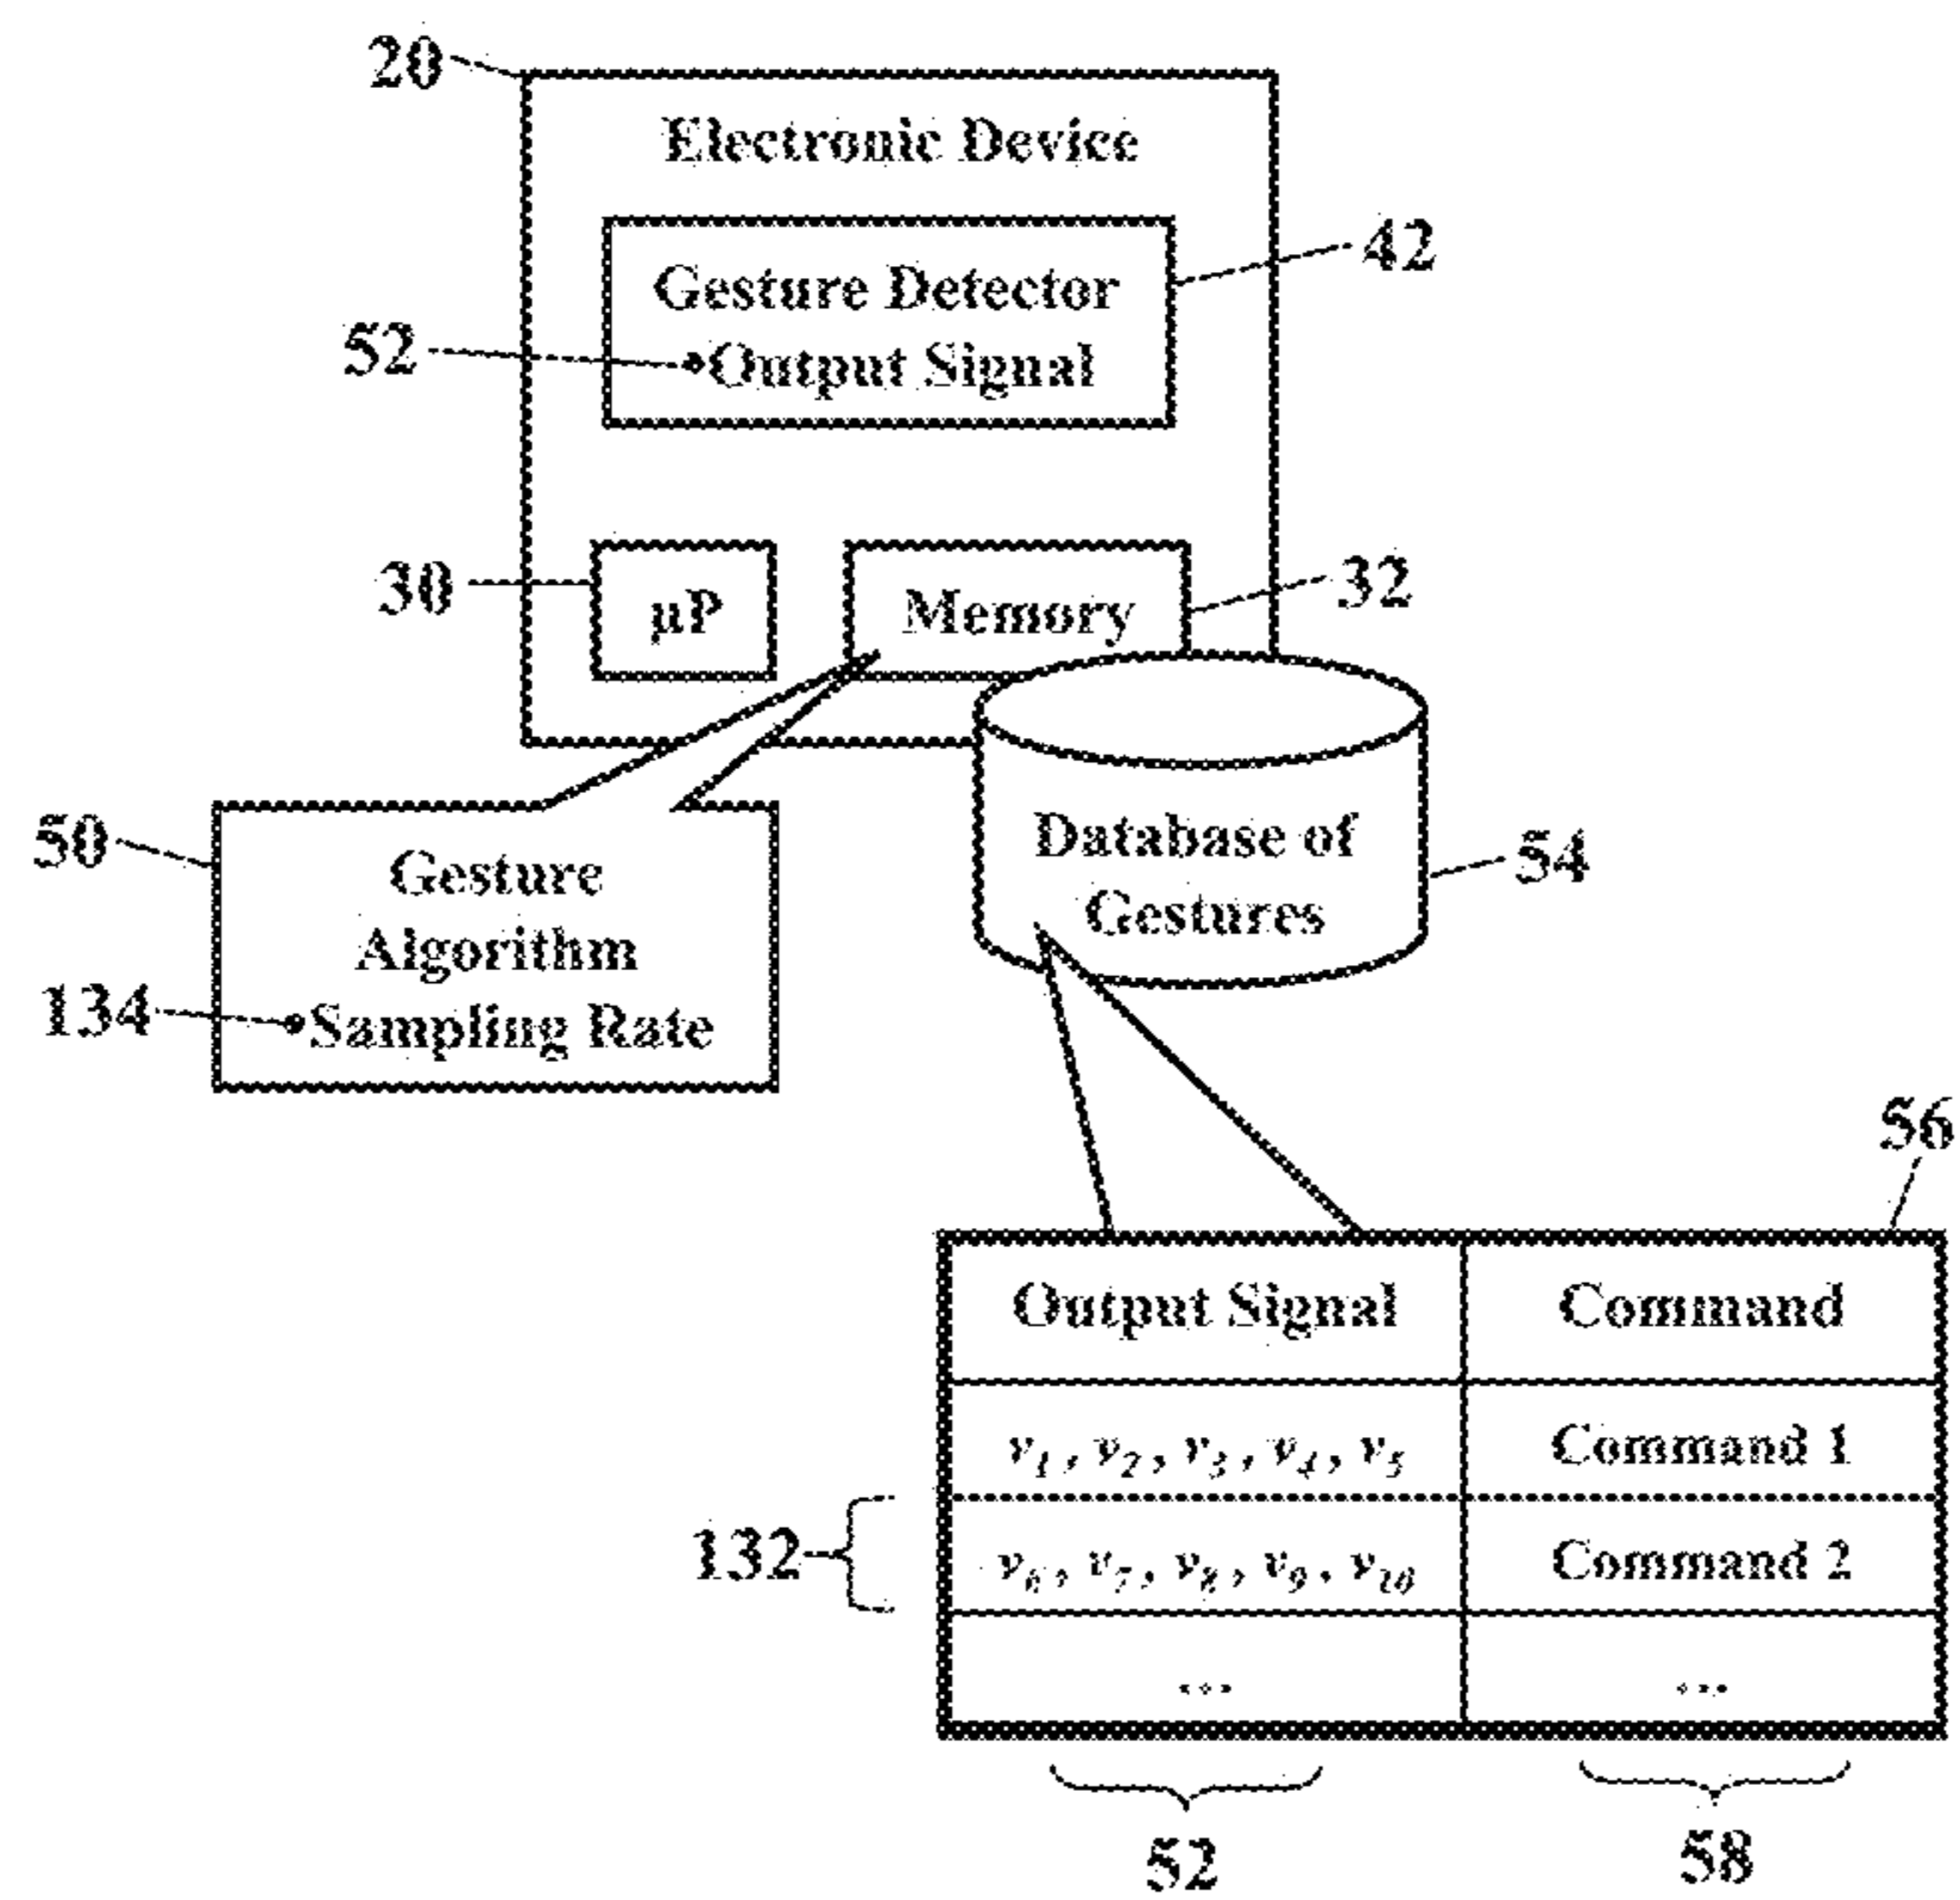 20
Electronic Device
Gesture Detector
42
52
Output Signal
30
µP
Memory
32
50
Gesture
Algorithm
134
Sampling Rate
Database of
Gestures
54
56
Output Signal
Command
v1, v2, v3, v4, v5
Command 1
132
v6, v7, v8, v9, v10
Command 2
...
...
52
58